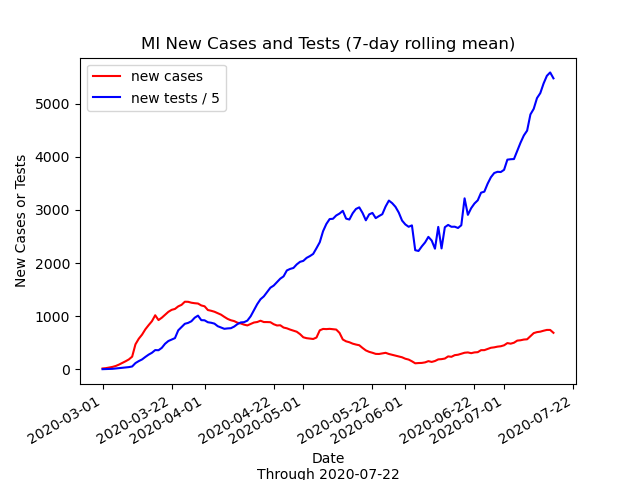 MI New Cases and Tests (7-day rolling mean)
new cases
new tests / 5
New Cases or Tests
5000
4000
3000
2000
1000
0
2020-03-01
2020-03-22
2020-04-01
2020-04-22
2020-05-01
2020-05-22
2020-06-01
2020-06-22
2020-07-01
2020-07-22
Date
Through 2020-07-22